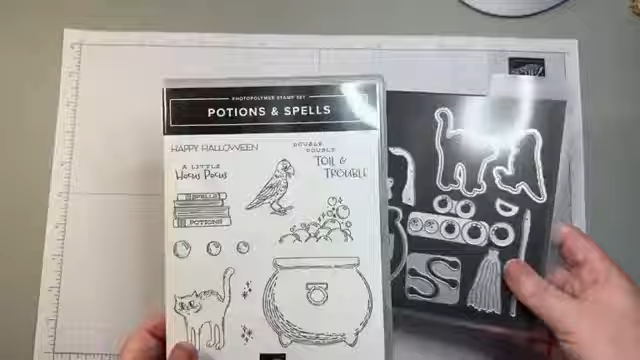 PHOTOPOLYMER STAMP SET
POTIONS & SPELLS
HAPPY HALLOWEEN
DOUBLE
DOUBLE
TOIL &
TROUBLE
A LITTLE
HOCUS POCUS
SPELLS
POTIONS